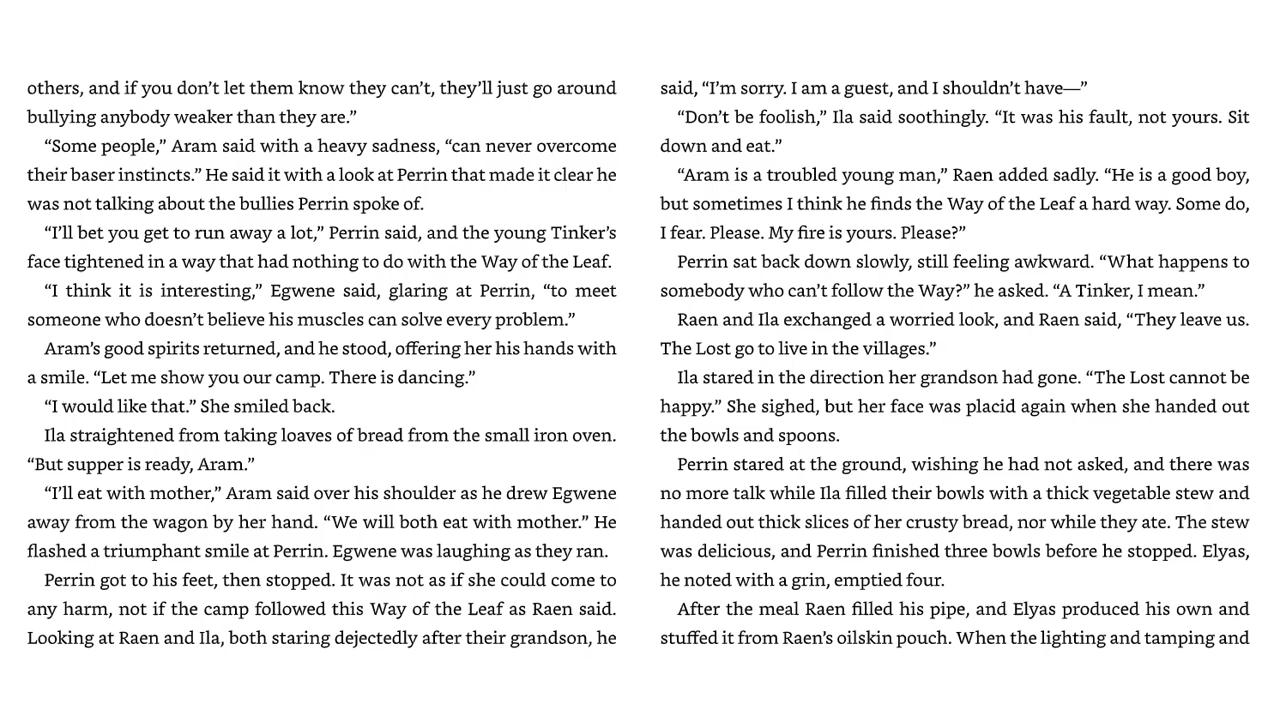 others, and if you don’t let them know they can’t, they’ll just go around
bullying anybody weaker than they are.”
“Some people,” Aram said with a heavy sadness, “can never overcome
their baser instincts.” He said it with a look at Perrin that made it clear he
was not talking about the bullies Perrin spoke of.
“I’ll bet you get to run away a lot,” Perrin said, and the young Tinker’s
face tightened in a way that had nothing to do with the Way of the Leaf.
“I think it is interesting,” Egwene said, glaring at Perrin, “to meet
someone who doesn’t believe his muscles can solve every problem.”
Aram’s good spirits returned, and he stood, offering her his hands with
a smile. “Let me show you our camp. There is dancing.”
“I would like that.” She smiled back.
Ila straightened from taking loaves of bread from the small iron oven.
“But supper is ready, Aram.”
“I’ll eat with mother,” Aram said over his shoulder as he drew Egwene
away from the wagon by her hand. “We will both eat with mother.” He
flashed a triumphant smile at Perrin. Egwene was laughing as they ran.
Perrin got to his feet, then stopped. It was not as if she could come to
any harm, not if the camp followed this Way of the Leaf as Raen said.
Looking at Raen and Ila, both staring dejectedly after their grandson, he
said, “I’m sorry. I am a guest, and I shouldn’t have—”
“Don’t be foolish,” Ila said soothingly. “It was his fault, not yours. Sit
down and eat.”
“Aram is a troubled young man,” Raen added sadly. “He is a good boy,
but sometimes I think he finds the Way of the Leaf a hard way. Some do,
I fear. Please. My fire is yours. Please?”
Perrin sat back down slowly, still feeling awkward. “What happens to
somebody who can’t follow the Way?” he asked. “A Tinker, I mean.”
Raen and Ila exchanged a worried look, and Raen said, “They leave us.
The Lost go to live in the villages.”
Ila stared in the direction her grandson had gone. “The Lost cannot be
happy.” She sighed, but her face was placid again when she handed out
the bowls and spoons.
Perrin stared at the ground, wishing he had not asked, and there was
no more talk while Ila filled their bowls with a thick vegetable stew and
handed out thick slices of her crusty bread, nor while they ate. The stew
was delicious, and Perrin finished three bowls before he stopped. Elyas,
he noted with a grin, emptied four.
After the meal Raen filled his pipe, and Elyas produced his own and
stuffed it from Raen’s oilskin pouch. When the lighting and tamping and